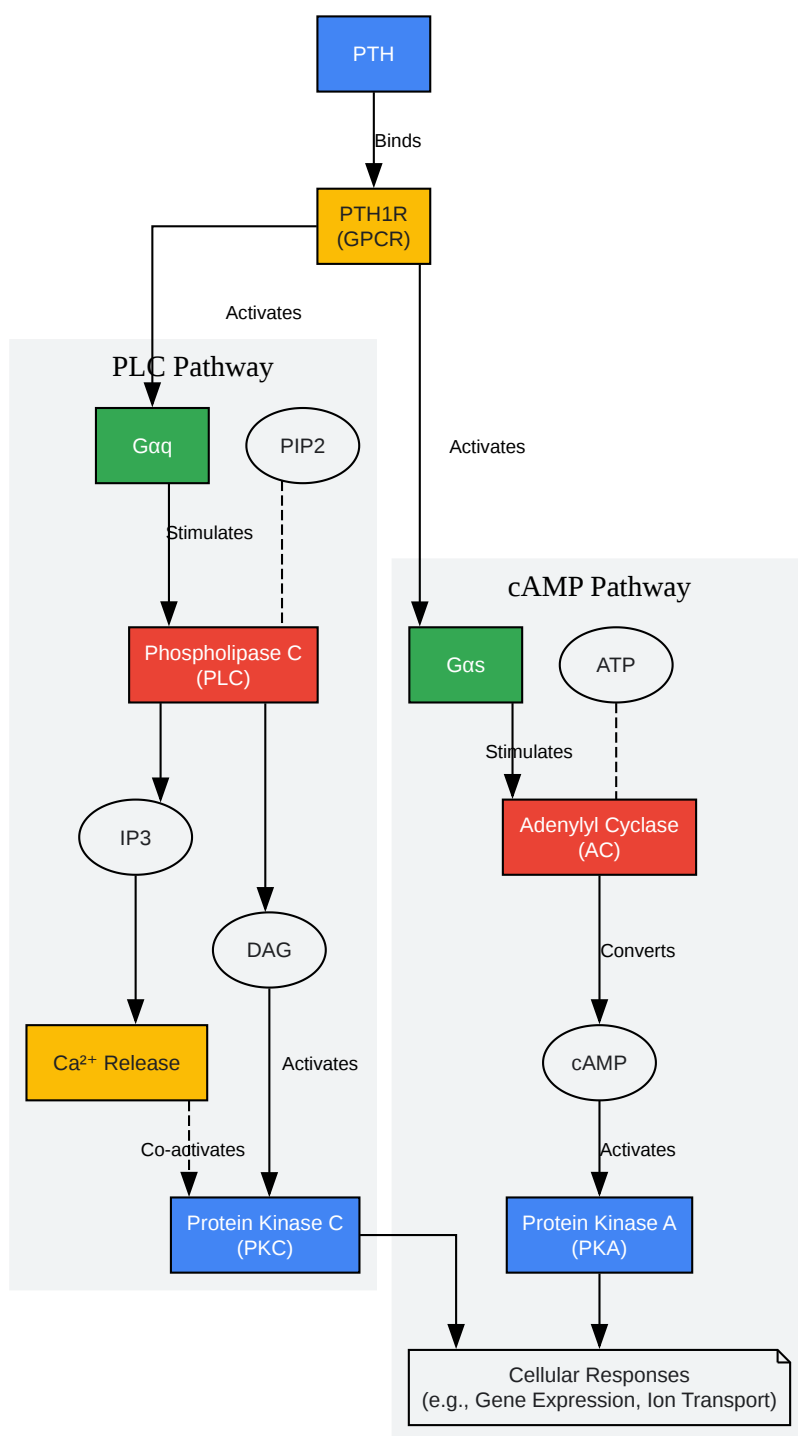 PTH
Binds
PTH1R
(GPCR)
Activates
PLC Pathway
Gαq
PIP2
Activates
Stimulates
cAMP Pathway
Phospholipase C
(PLC)
Gαs
ATP
Stimulates
IP3
Adenylyl Cyclase
(AC)
DAG
Converts
Ca²⁺ Release
Activates
cAMP
Co-activates
Activates
Protein Kinase C
(PKC)
Protein Kinase A
(PKA)
Cellular Responses
(e.g., Gene Expression, Ion Transport)